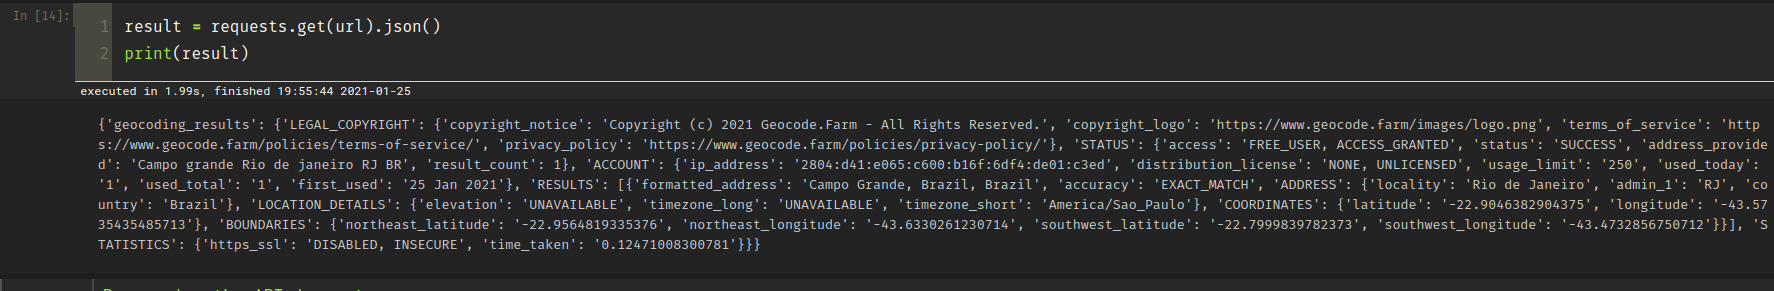 In [14]:
1 result = requests.get(url).json()
2 print(result)
executed in 1.99s, finished 19:55:44 2021-01-25
{'geocoding_results': {'LEGAL_COPYRIGHT': {'copyright_notice': 'Copyright (c) 2021 Geocode.Farm - All Rights Reserved.', 'copyright_logo': 'https://www.geocode.farm/images/logo.png', 'terms_of_service': 'http
s://www.geocode.farm/policies/terms-of-service/', 'privacy_policy': 'https://www.geocode.farm/policies/privacy-policy/'}, 'STATUS': {'access': 'FREE_USER, ACCESS_GRANTED', 'status': 'SUCCESS', 'address_provide
d': 'Campo grande Rio de janeiro RJ BR', 'result_count': 1}, 'ACCOUNT': {'ip_address': '2804:d41:e065:c600:b16f:6df4:de01:c3ed', 'distribution_license': 'NONE, UNLICENSED', 'usage_limit': '250', 'used_today':
'1', 'used_total': '1', 'first_used': '25 Jan 2021'}, 'RESULTS': [{'formatted_address': 'Campo Grande, Brazil, Brazil', 'accuracy': 'EXACT_MATCH', 'ADDRESS': {'locality': 'Rio de Janeiro', 'admin_1': 'RJ', 'co
untry': 'Brazil'}, 'LOCATION_DETAILS': {'elevation': 'UNAVAILABLE', 'timezone_long': 'UNAVAILABLE', 'timezone_short': 'America/Sao_Paulo'}, 'COORDINATES': {'latitude': '-22.9046382904375', 'longitude': '-43.57
35435485713'}, 'BOUNDARIES': {'northeast_latitude': '-22.9564819335376', 'northeast_longitude': '-43.6330261230714', 'southwest_latitude': '-22.7999839782373', 'southwest_longitude': '-43.4732856750712'}}], 'S
TATISTICS': {'https_ssl': 'DISABLED, INSECURE', 'time_taken': '0.12471008300781'}}}